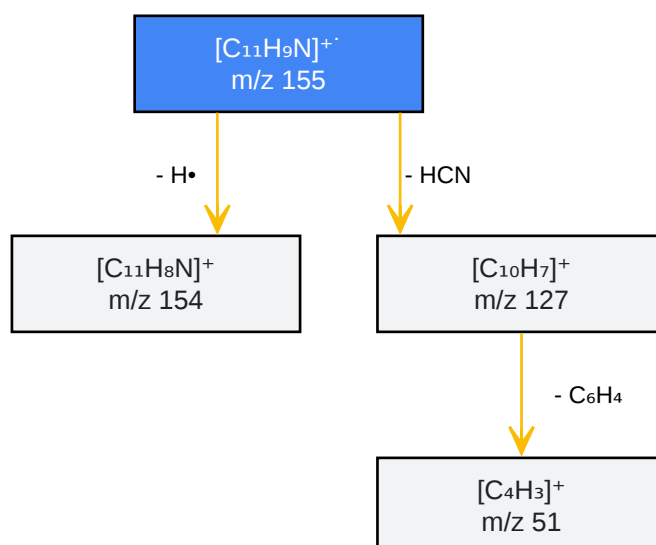 [C₁₁H₉N]⁺˙
m/z 155
- H•
- HCN
[C₁₁H₈N]⁺
m/z 154
[C₁₀H₇]⁺
m/z 127
- C₆H₄
[C₄H₃]⁺
m/z 51